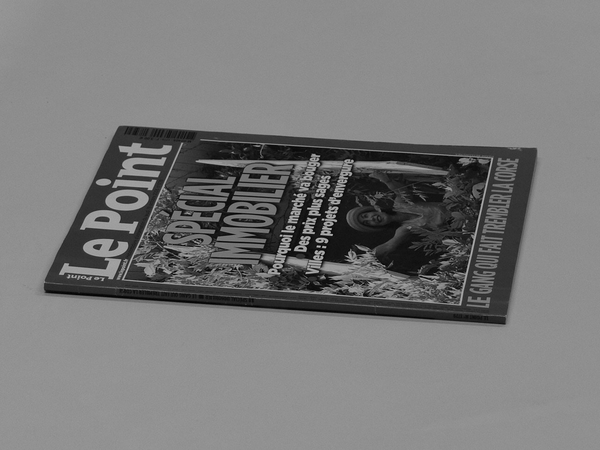 Le Point
Le Point
SPÉCIAL
IMMOBILIER
Pourquoi le marché va bouger
Des prix plus sages
Villes : 9 projets d'envergure
LE GANG QUI FAIT TREMBLER LA CORSE